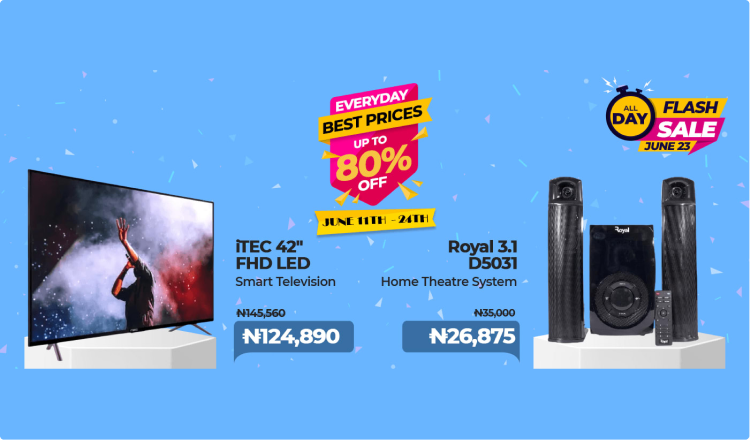 EVERYDAY
BEST PRICES
UP TO
80%
OFF
JUNE 11TH - 24TH
ALL
DAY
FLASH
SALE
JUNE 23
iTEC 42"
FHD LED
Smart Television
₦145,560
₦124,890
Royal 3.1
D5031
Home Theatre System
₦35,000
₦26,875
Royal
Royal